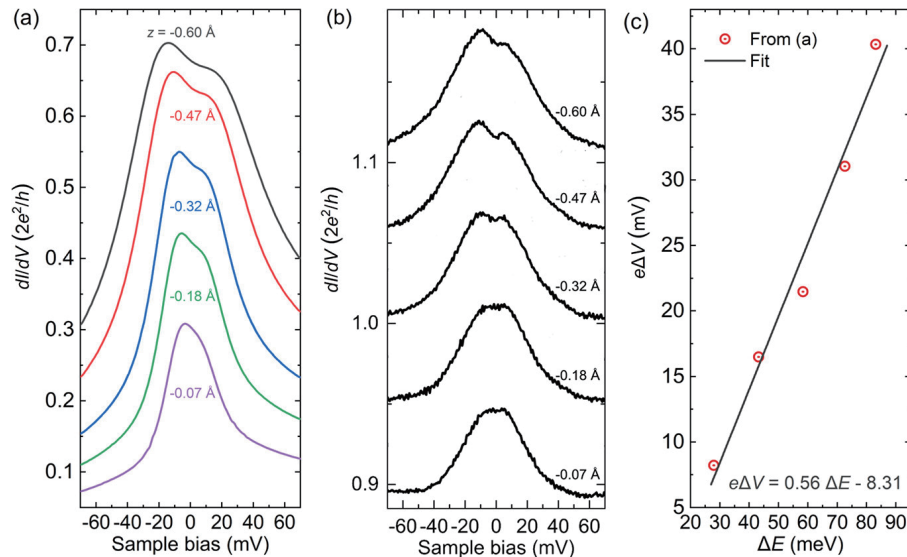 (a)
z = -0.60 Å
-0.47 Å
-0.32 Å
-0.18 Å
-0.07 Å
0.7
0.6
0.5
0.4
0.3
0.2
0.1
dI/dV (2e²/h)
-60 -40 -20 0 20 40 60
Sample bias (mV)
(b)
-0.60 Å
-0.47 Å
-0.32 Å
-0.18 Å
-0.07 Å
1.1
1.0
0.9
dI/dV (2e²/h)
-60 -40 -20 0 20 40 60
Sample bias (mV)
(c)
From (a)
Fit
40
35
30
25
20
15
10
5
eΔV (mV)
eΔV = 0.56 ΔE - 8.31
20 30 40 50 60 70 80 90
ΔE (meV)